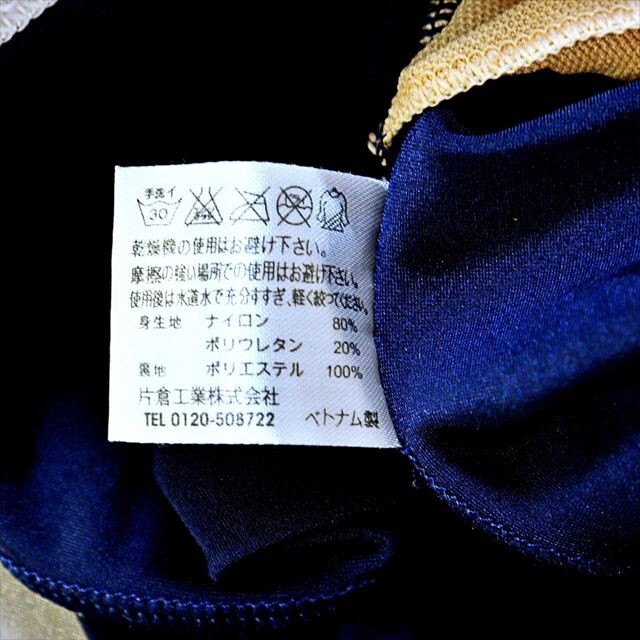 手洗イ
30
乾燥機の使用はお避け下さい。
摩擦の強い場所での使用はお避け下さい。
使用後は水道水で充分すすぎ、軽く絞ってください。
身生地 ナイロン 80%
ポリウレタン 20%
裏地 ポリエステル 100%
片倉工業株式会社
TEL 0120-508722 ベトナム製